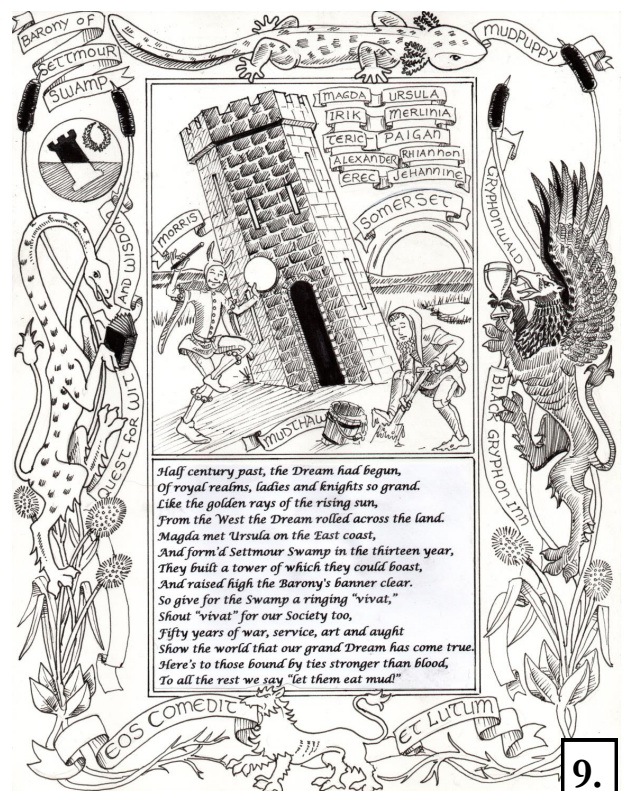 BARONY OF
SETTMOUR
SWAMP
MUDPUPPY
MAGDA URSULA
IRIK MERLINIA
TERIC PAIGAN
ALEXANDER RHIANNON
EREC JEHANNINE
SOMERSET
MORRIS
MUDTHAW
QUEST FOR WIT AND WISDOM
GRYPHONWALD
BLACK GRYPHON INN
Half century past, the Dream had begun,
Of royal realms, ladies and knights so grand.
Like the golden rays of the rising sun,
From the West the Dream rolled across the land.
Magda met Ursula on the East coast,
And form'd Settmour Swamp in the thirteen year,
They built a tower of which they could boast,
And raised high the Barony's banner clear.
So give for the Swamp a ringing "vivat,"
Shout "vivat" for our Society too,
Fifty years of war, service, art and aught
Show the world that our grand Dream has come true.
Here's to those bound by ties stronger than blood,
To all the rest we say "let them eat mud!"
EOS COMEDIT ET LUTUM
9.